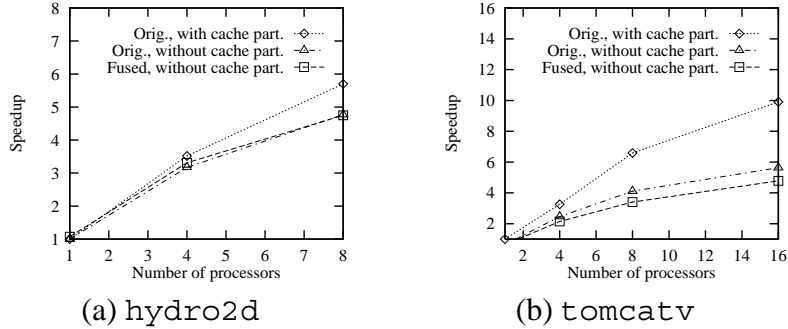 8
7
6
5
4
3
2
1
Speedup
Orig., with cache part.
Orig., without cache part.
Fused, without cache part.
1 2 3 4 5 6 7 8
Number of processors
(a) hydro2d
16
14
12
10
8
6
4
2
Speedup
Orig., with cache part.
Orig., without cache part.
Fused, without cache part.
2 4 6 8 10 12 14 16
Number of processors
(b) tomcatv